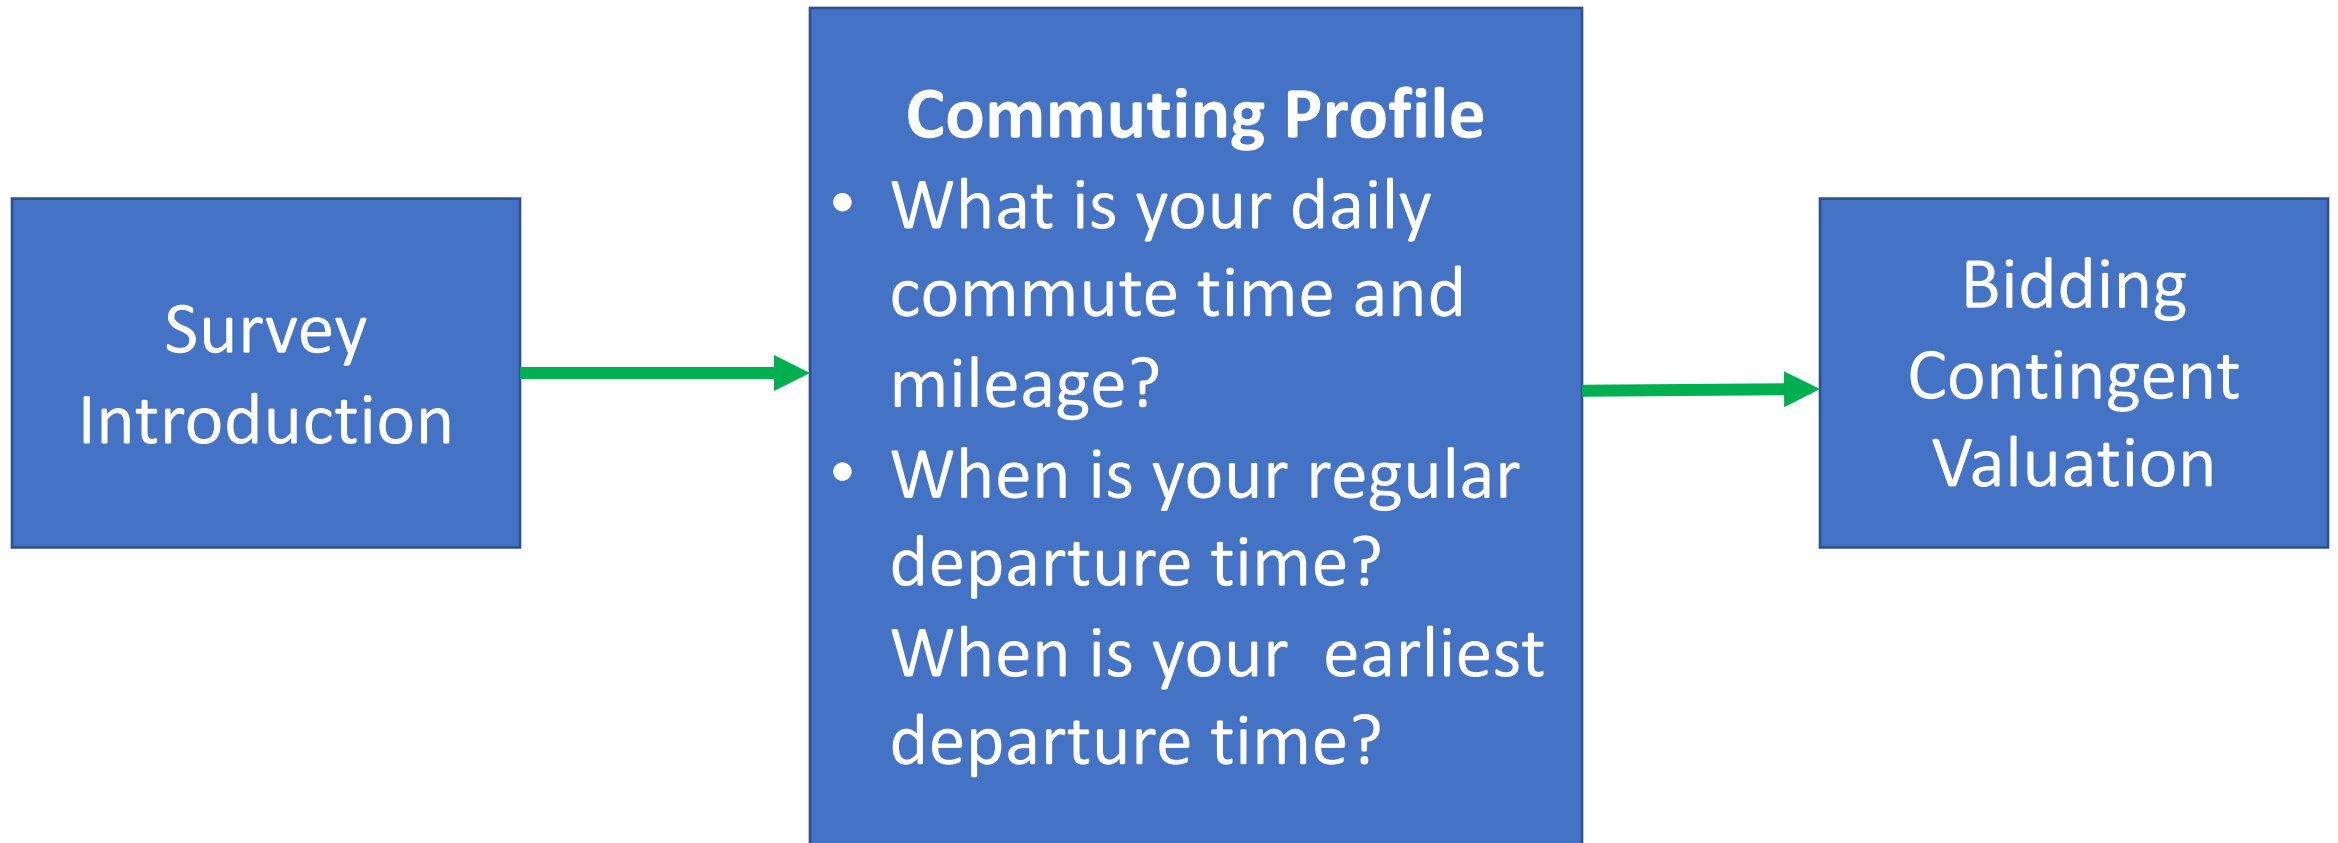 Survey
Introduction
Commuting Profile
• What is your daily
commute time and
mileage?
• When is your regular
departure time?
When is your  earliest
departure time?
Bidding
Contingent
Valuation